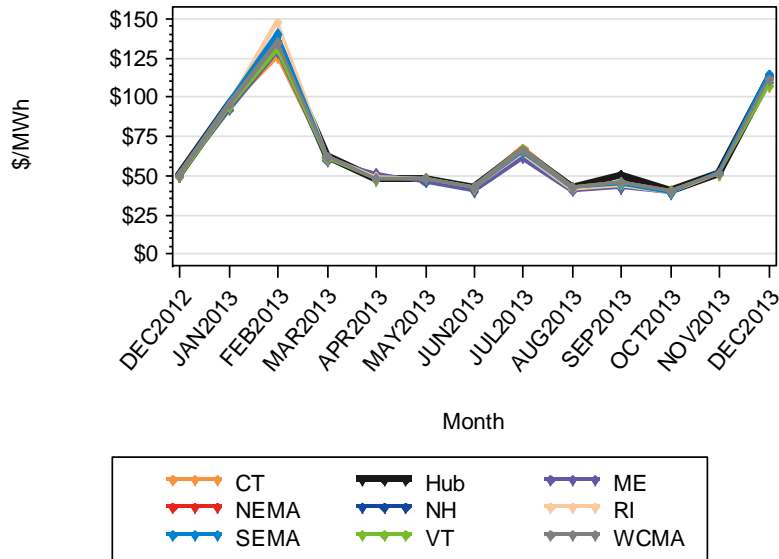 $/MWh
$150
$125
$100
$75
$50
$25
$0
DEC2012
JAN2013
FEB2013
MAR2013
APR2013
MAY2013
JUN2013
JUL2013
AUG2013
SEP2013
OCT2013
NOV2013
DEC2013
Month
CT Hub ME
NEMA NH RI
SEMA VT WCMA